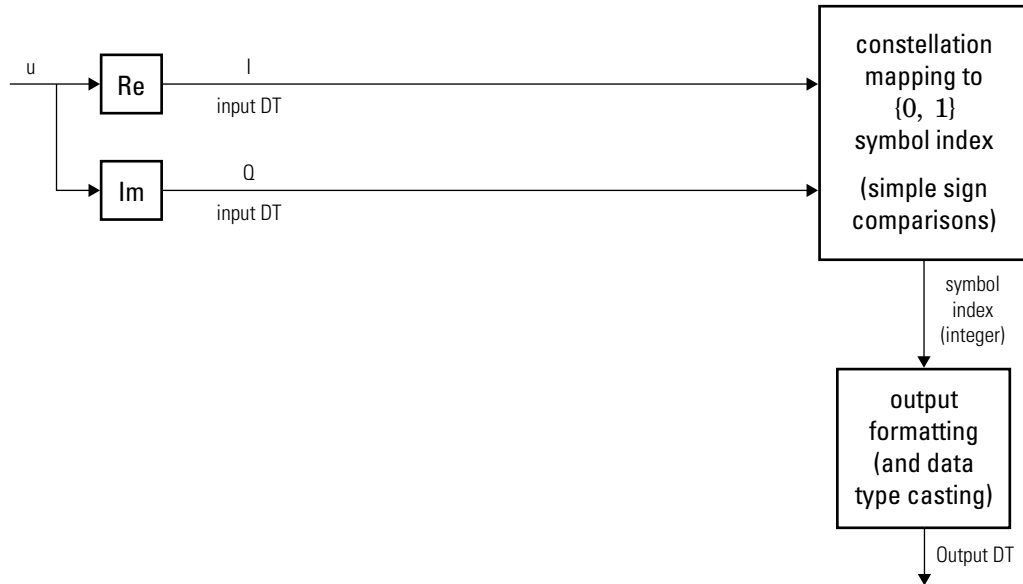 u
Re
I
input DT
Im
Q
input DT
constellation
mapping to
{0, 1}
symbol index
(simple sign
comparisons)
symbol
index
(integer)
output
formatting
(and data
type casting)
Output DT